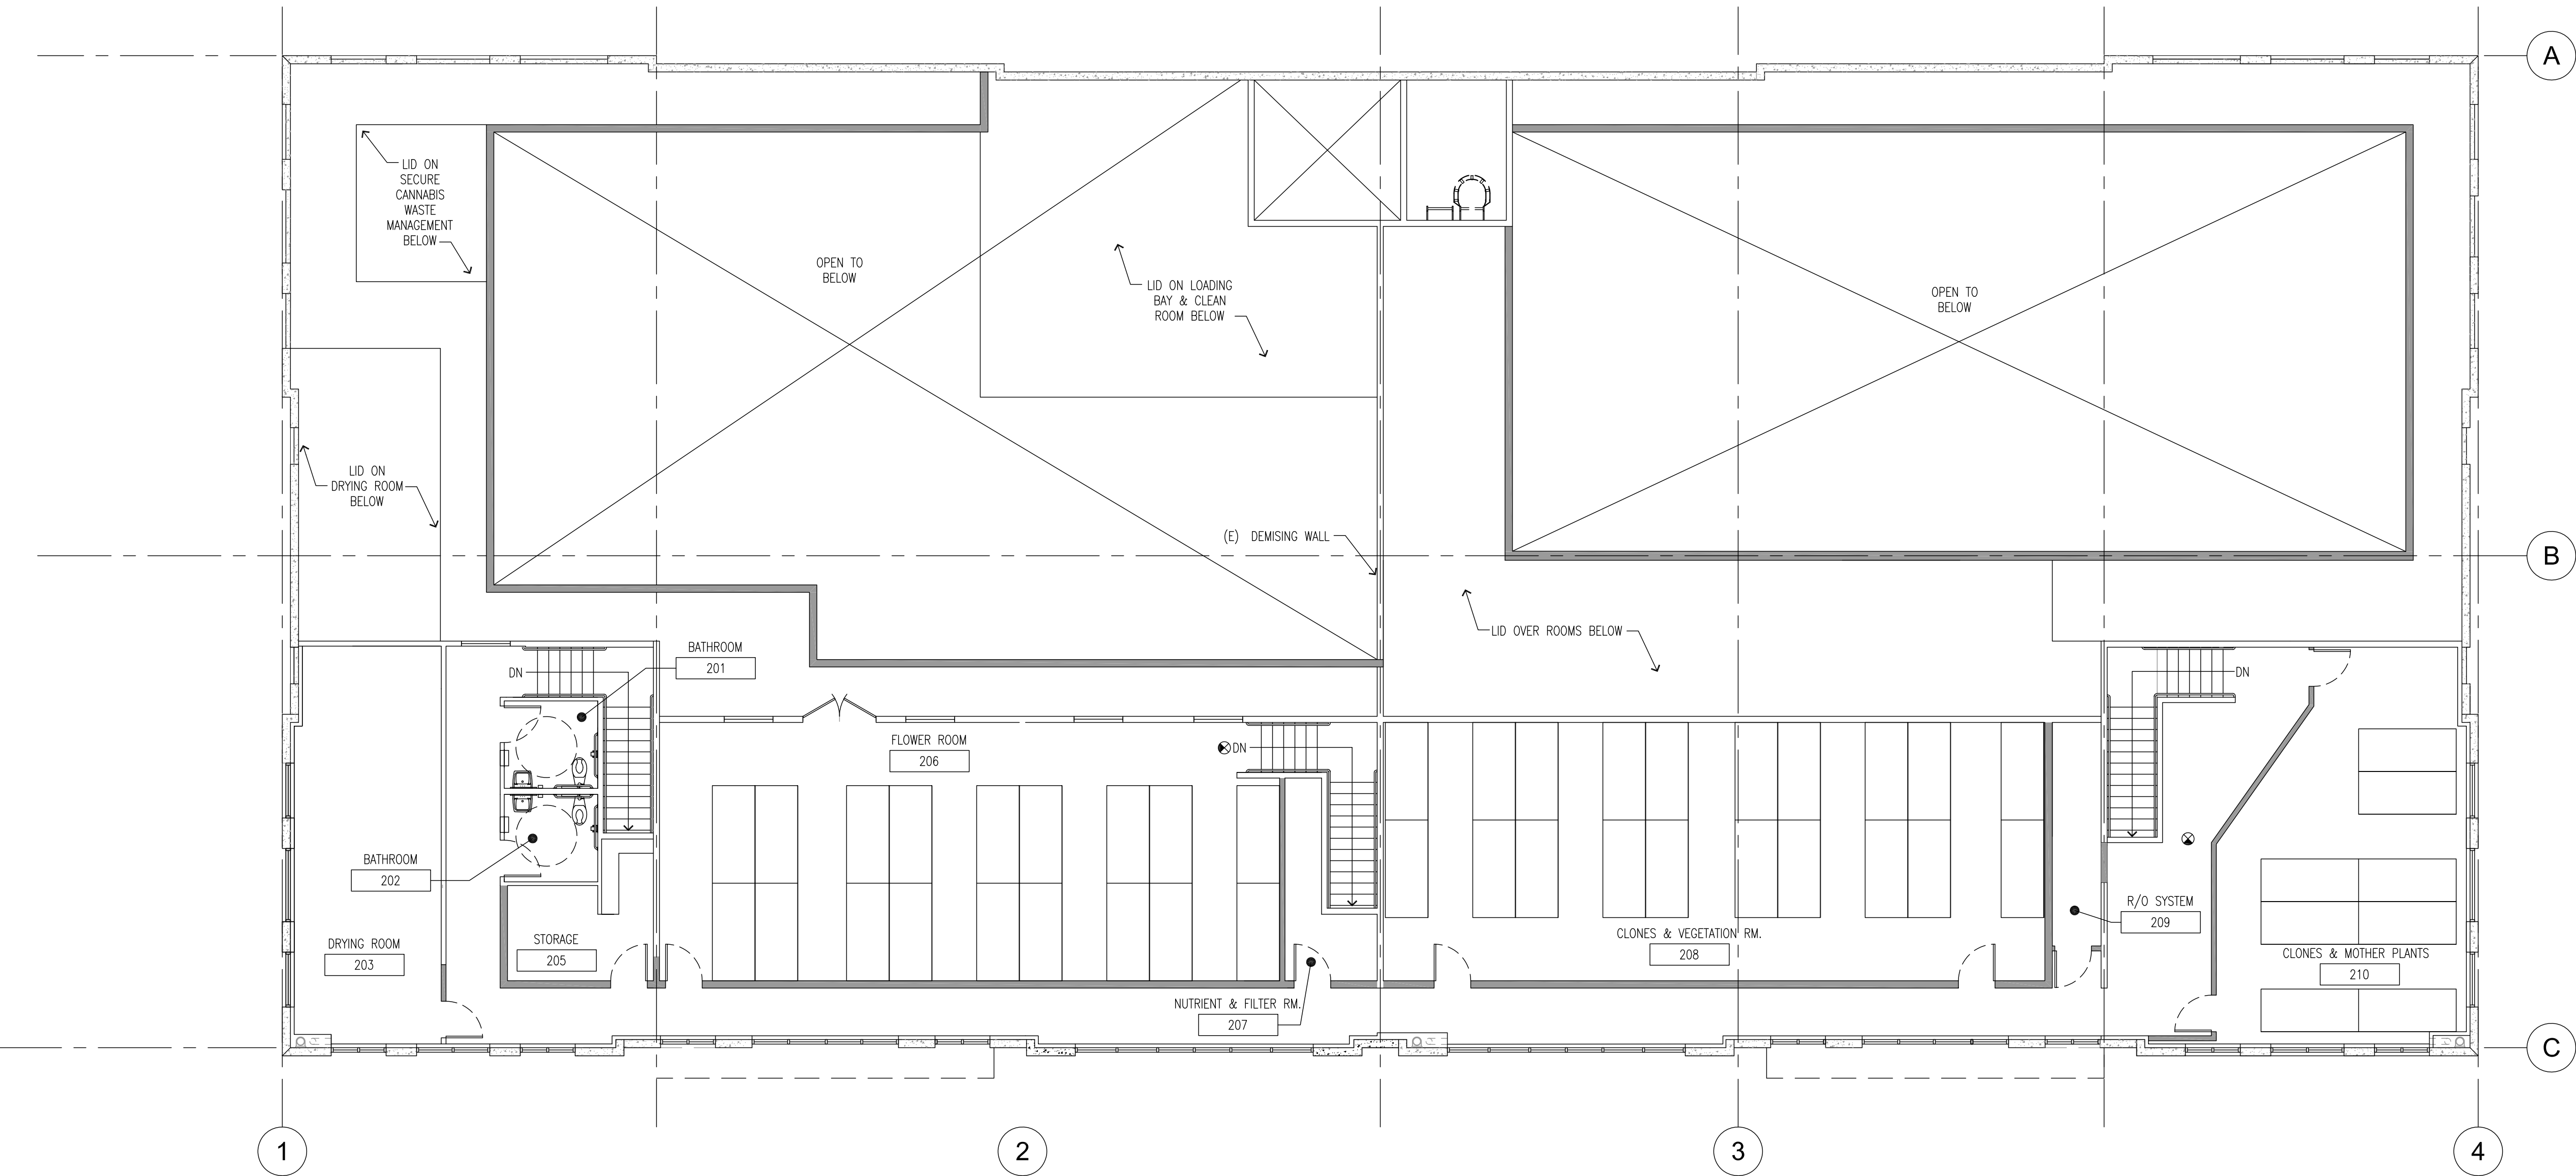 A
LID ON
SECURE
CANNABIS
WASTE
MANAGEMENT
BELOW
OPEN TO
BELOW
LID ON LOADING
BAY & CLEAN
ROOM BELOW
OPEN TO
BELOW
LID ON
DRYING ROOM
BELOW
(E) DEMISING WALL
B
LID OVER ROOMS BELOW
BATHROOM
201
DN
DN
FLOWER ROOM
206
DN
BATHROOM
202
R/O SYSTEM
209
STORAGE
205
DRYING ROOM
203
CLONES & VEGETATION RM.
208
CLONES & MOTHER PLANTS
210
NUTRIENT & FILTER RM.
207
C
1
2
3
4